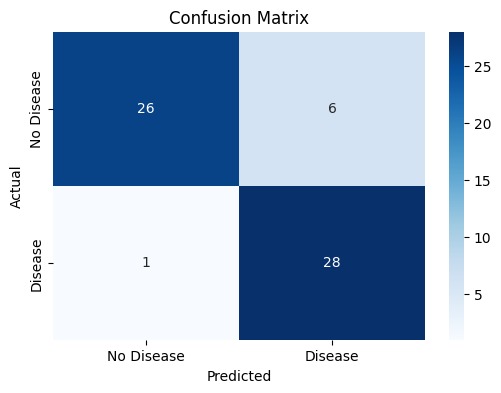 Confusion Matrix
No Disease
Disease
Actual
26
6
1
28
No Disease
Disease
Predicted
25
20
15
10
5